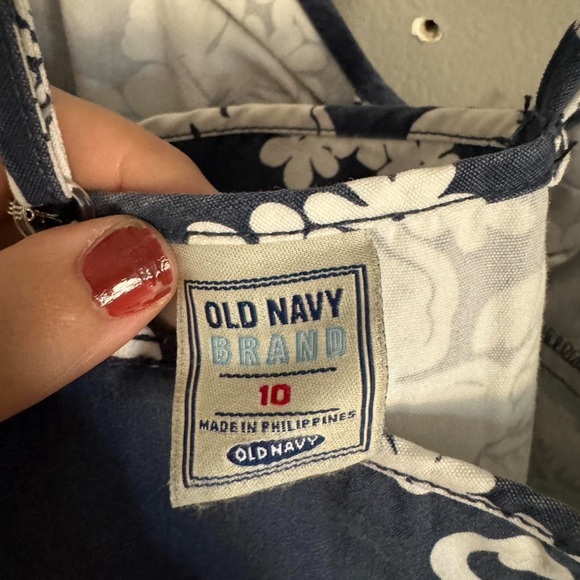 OLD NAVY
BRAND
10
MADE IN PHILIPPINES
OLD NAVY